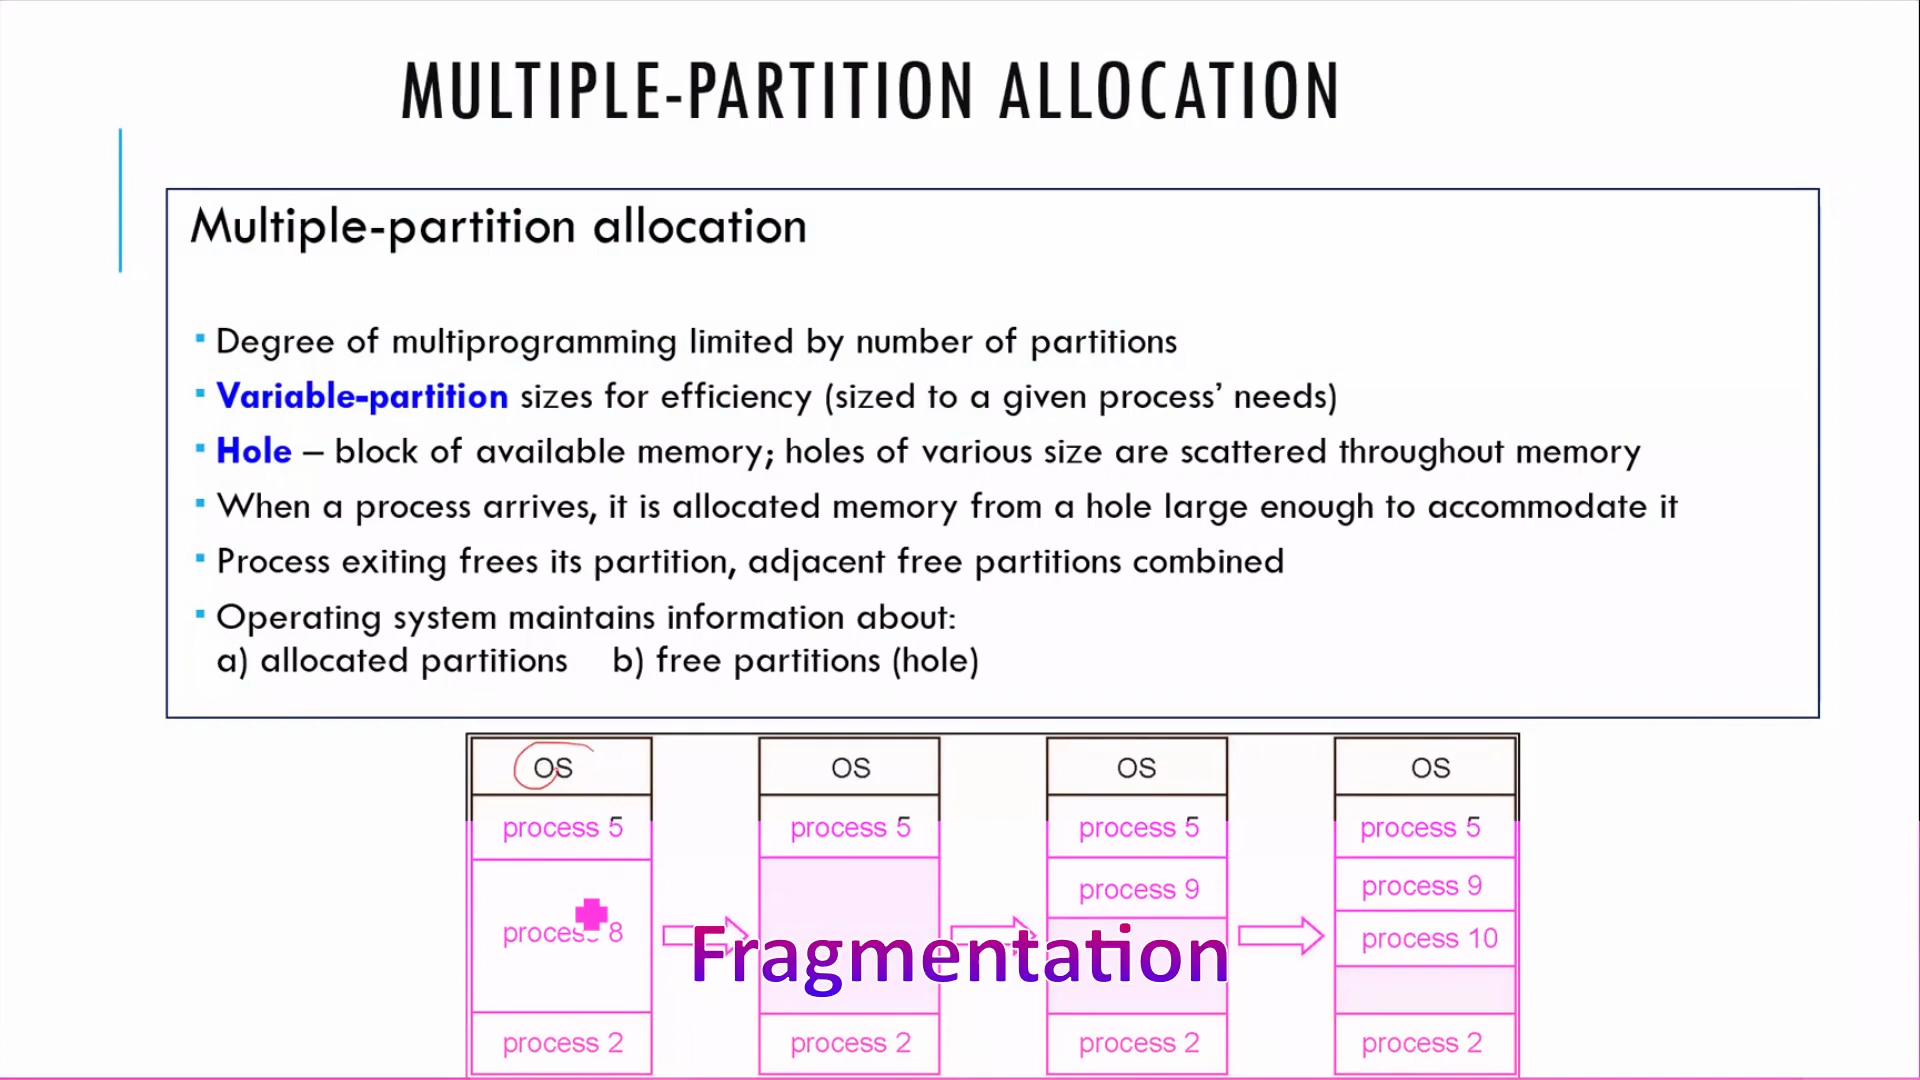 MULTIPLE-PARTITION ALLOCATION
Multiple-partition allocation
Degree of multiprogramming limited by number of partitions
Variable-partition sizes for efficiency (sized to a given process’ needs)
Hole – block of available memory; holes of various size are scattered throughout memory
When a process arrives, it is allocated memory from a hole large enough to accommodate it
Process exiting frees its partition, adjacent free partitions combined
Operating system maintains information about:
a) allocated partitions b) free partitions (hole)
OS
process 5
process 8
process 2
OS
process 5
process 2
OS
process 5
process 9
process 2
OS
process 5
process 9
process 10
process 2
Fragmentation